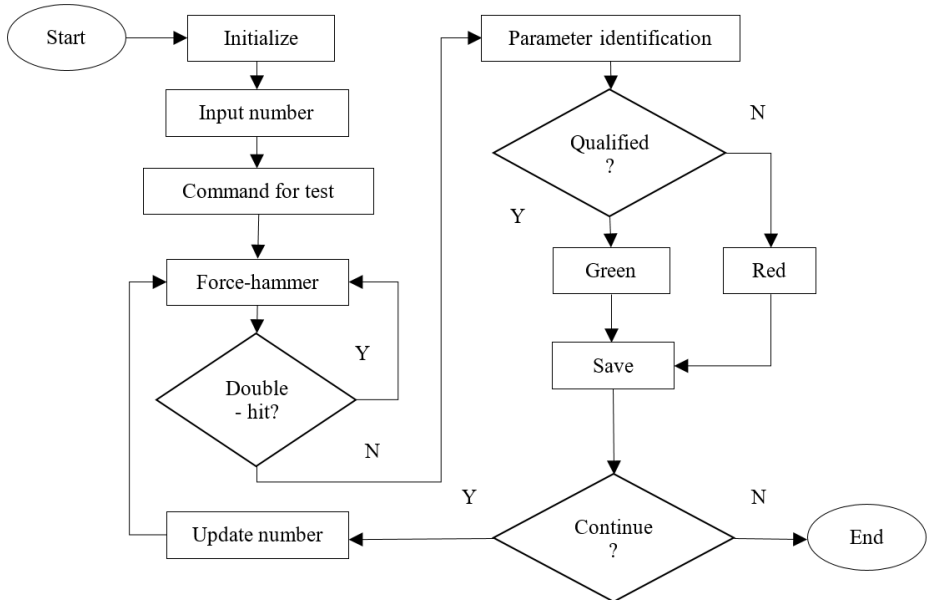 Start
Initialize
Input number
Command for test
Force-hammer
Y
Double
- hit?
N
Parameter identification
N
Qualified
?
Y
Green
Red
Save
Y
N
Continue
?
Update number
End